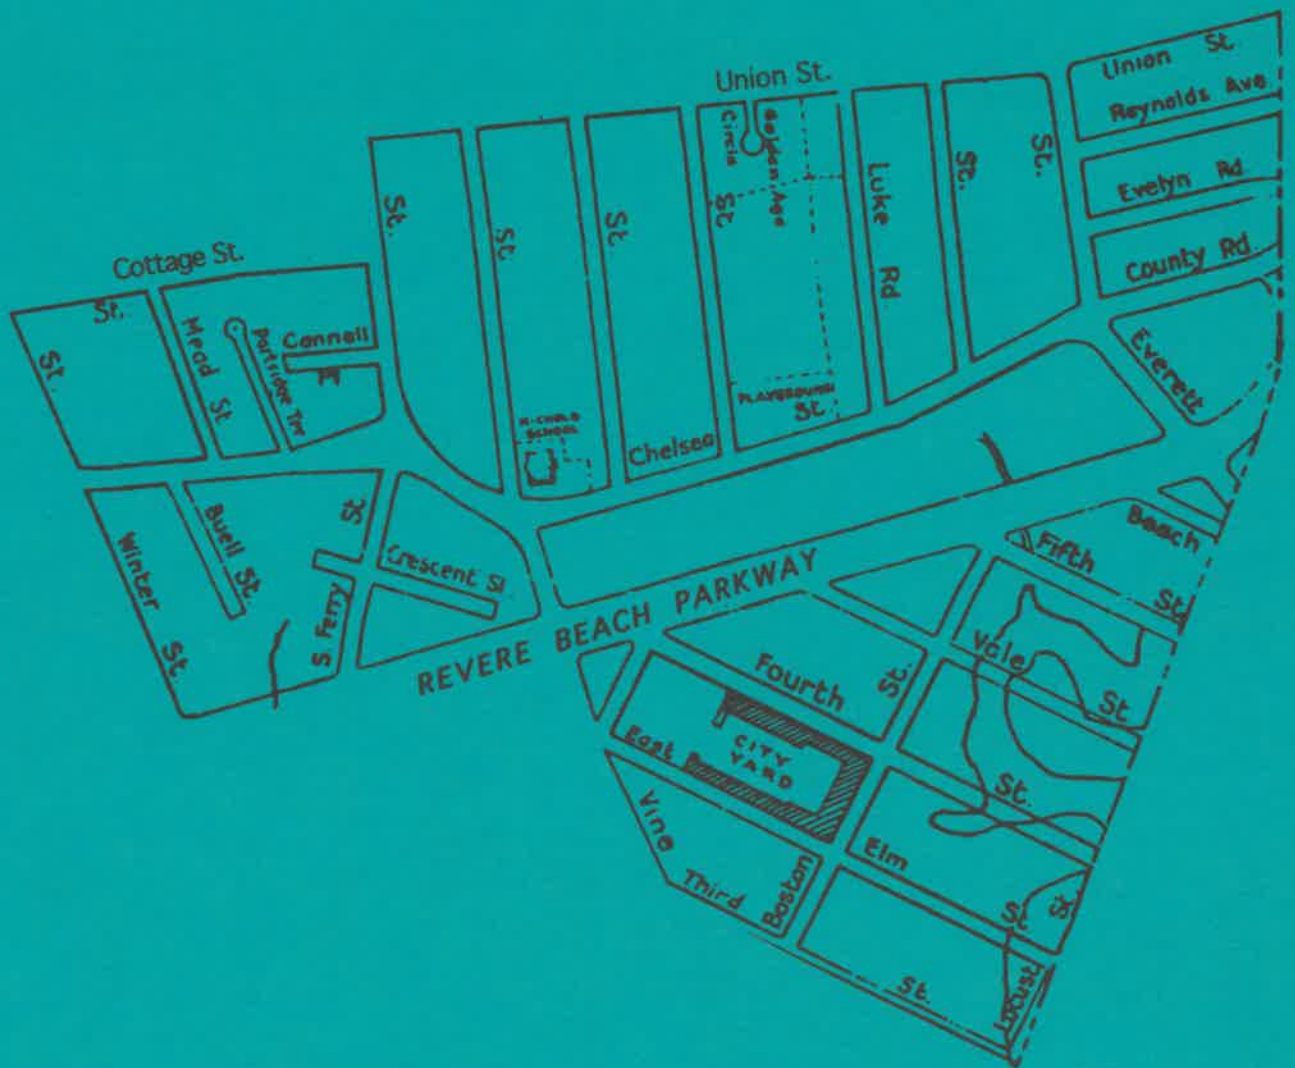 Union St.
Union St.
Reynolds Ave
Evelyn Rd.
County Rd.
Circle
Golden Age
St
Luke Rd
St.
St.
St.
St.
St.
Cottage St.
St.
St.
Mead St
Partridge Ter
Connell
PLAYGROUND
St
SCHOOL
Chelsea
Everett
Winter St.
Buell St.
St
S Ferry
Crescent St.
REVERE BEACH PARKWAY
Beach
Fifth St.
Vale St
Fourth St.
St.
CITY
YARD
East
Vine
Third
Boston
Elm St
St.
St.
Locust